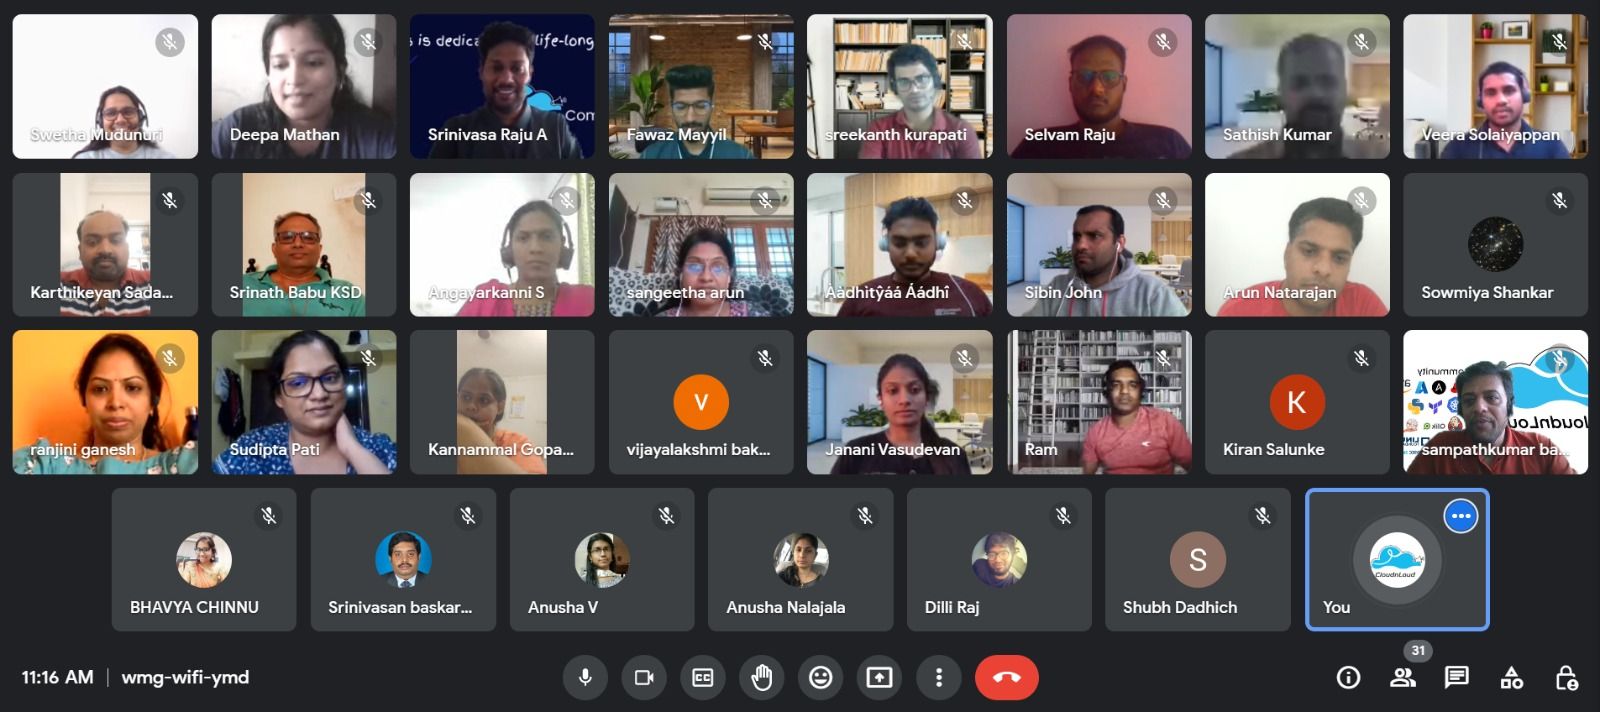 s is dedica life-long
Com
Swetha Mudunuri
Deepa Mathan
Srinivasa Raju A
Fawaz Mayyil
sreekanth kurapati
Selvam Raju
Sathish Kumar
Veera Solaiyappan
Karthikeyan Sada...
Srinath Babu KSD
Angayarkanni S
sangeetha arun
Áádhitŷáá Áádhî
Sibin John
Arun Natarajan
Sowmiya Shankar
ranjini ganesh
Sudipta Pati
Kannammal Gopa...
V
vijayalakshmi bak...
Janani Vasudevan
Ram
K
Kiran Salunke
sampathkumar ba...
BHAVYA CHINNU
Srinivasan baskar...
Anusha V
Anusha Nalajala
Dilli Raj
S
Shubh Dadhich
CloudnLoud
You
11:16 AM | wmg-wifi-ymd
CC
31